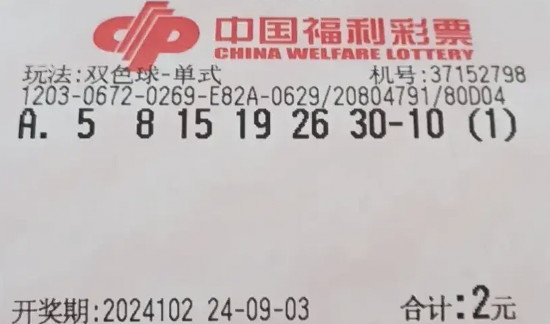 中国福利彩票
CHINA WELFARE LOTTERY
玩法:双色球-单式 机号:37152798
1203-0672-0269-E82A-0629/20804791/80D04
A. 5 8 15 19 26 30-10 (1)
开奖期:2024102 24-09-03 合计:2元